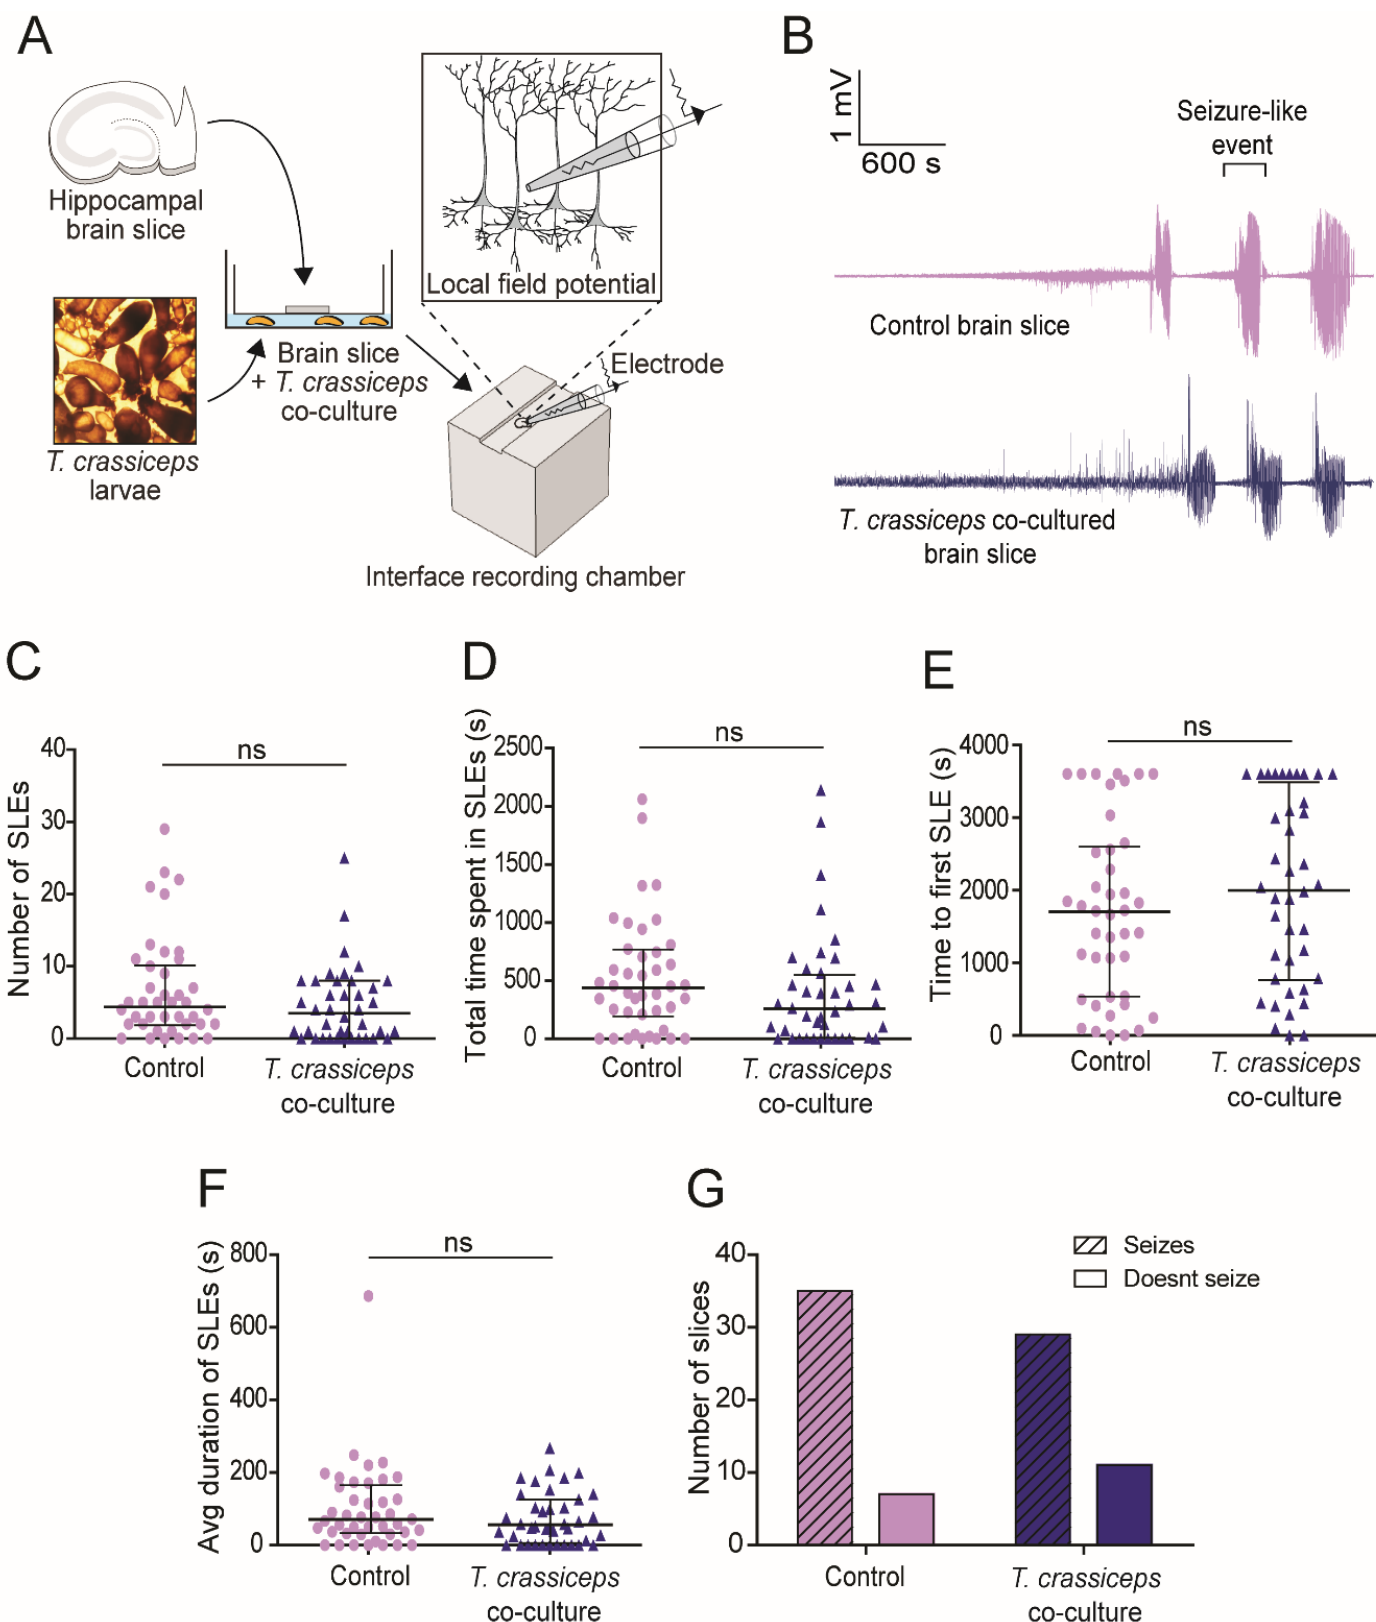 A
Hippocampal
brain slice
T. crassiceps
larvae
Brain slice
+ T. crassiceps
co-culture
Local field potential
Electrode
Interface recording chamber
B
1 mV
600 s
Seizure-like
event
Control brain slice
T. crassiceps co-cultured
brain slice
C
Number of SLEs
40
30
20
10
0
ns
Control
T. crassiceps
co-culture
D
Total time spent in SLEs (s)
2500
2000
1500
1000
500
0
ns
Control
T. crassiceps
co-culture
E
Time to first SLE (s)
4000
3000
2000
1000
0
ns
Control
T. crassiceps
co-culture
F
Avg duration of SLEs (s)
800
600
400
200
0
ns
Control
T. crassiceps
co-culture
G
Number of slices
40
30
20
10
0
Seizes
Doesnt seize
Control
T. crassiceps
co-culture